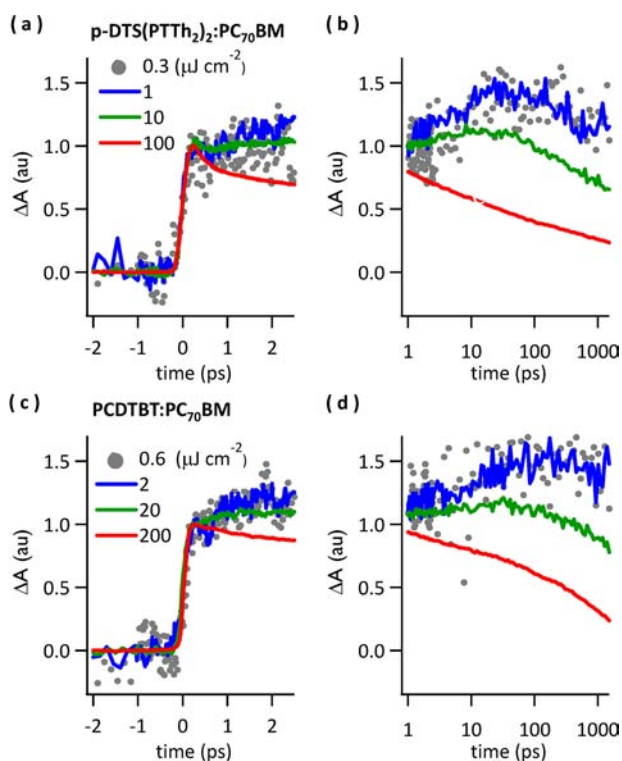 ( a )
p-DTS(PTTh₂)₂:PC₇₀BM
( b )
0.3 (μJ cm⁻²)
1
10
100
1.5
1.0
0.5
0.0
ΔA (au)
-2 -1 0 1 2
time (ps)
1.5
1.0
0.5
0.0
ΔA (au)
1 10 100 1000
time (ps)
( c )
PCDTBT:PC₇₀BM
( d )
0.6 (μJ cm⁻²)
2
20
200
1.5
1.0
0.5
0.0
ΔA (au)
-2 -1 0 1 2
time (ps)
1.5
1.0
0.5
0.0
ΔA (au)
1 10 100 1000
time (ps)